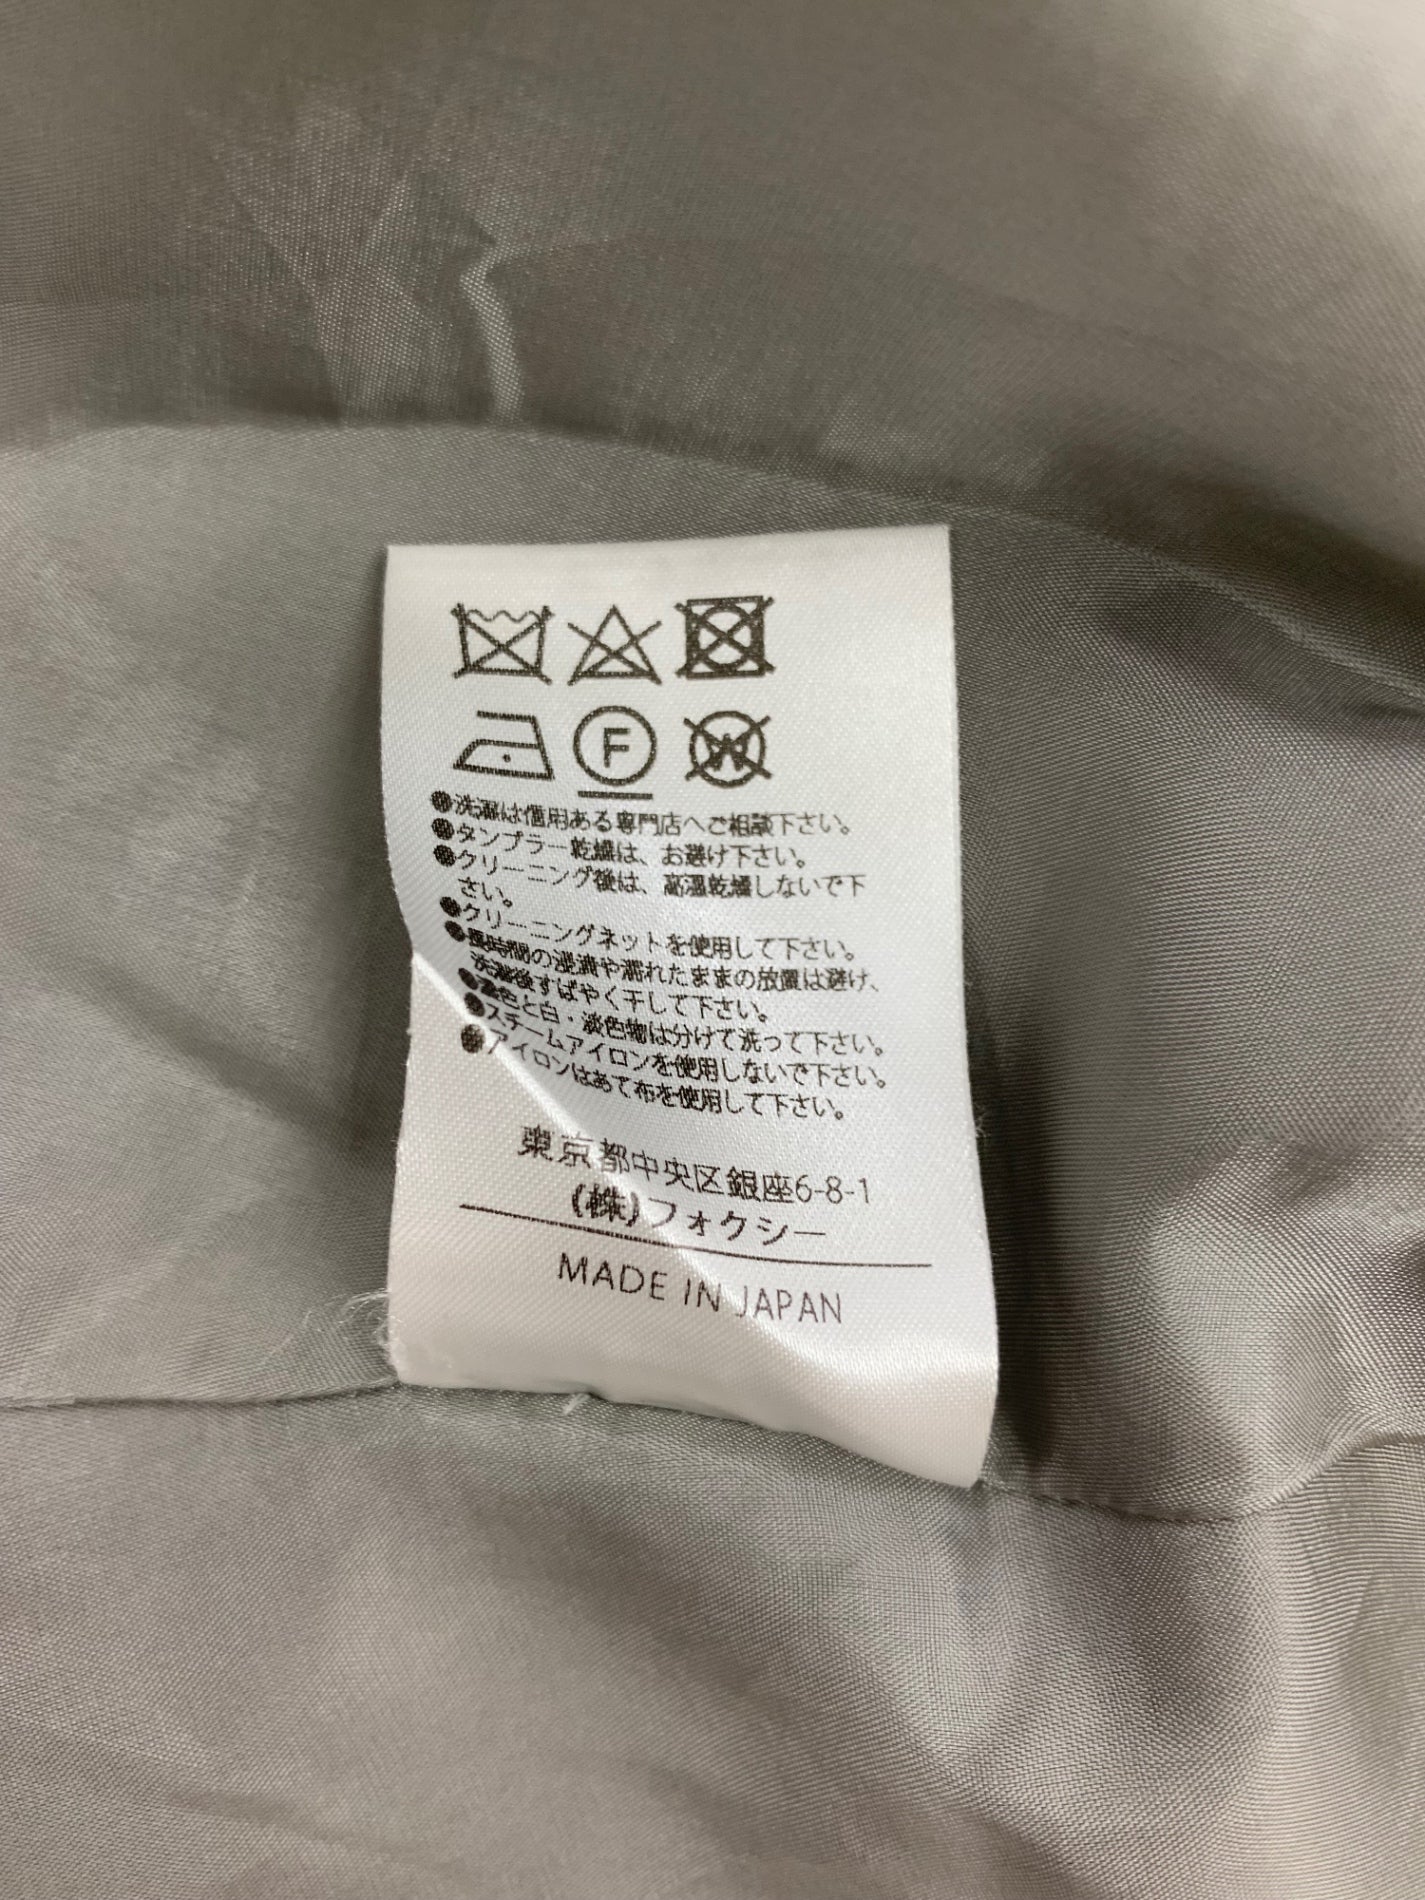 F
W
●洗濯は信用ある専門店へご相談下さい。
●タンブラー乾燥は、お避け下さい。
●クリーニング後は、高温乾燥しないで下
さい。
●クリーニングネットを使用して下さい。
●長時間の浸漬や濡れたままの放置は避け、
洗濯後すばやく干して下さい。
●濃色と白・淡色物は分けて洗って下さい。
●スチームアイロンを使用しないで下さい。
●アイロンはあて布を使用して下さい。
東京都中央区銀座6-8-1
(株)フォクシー
MADE IN JAPAN